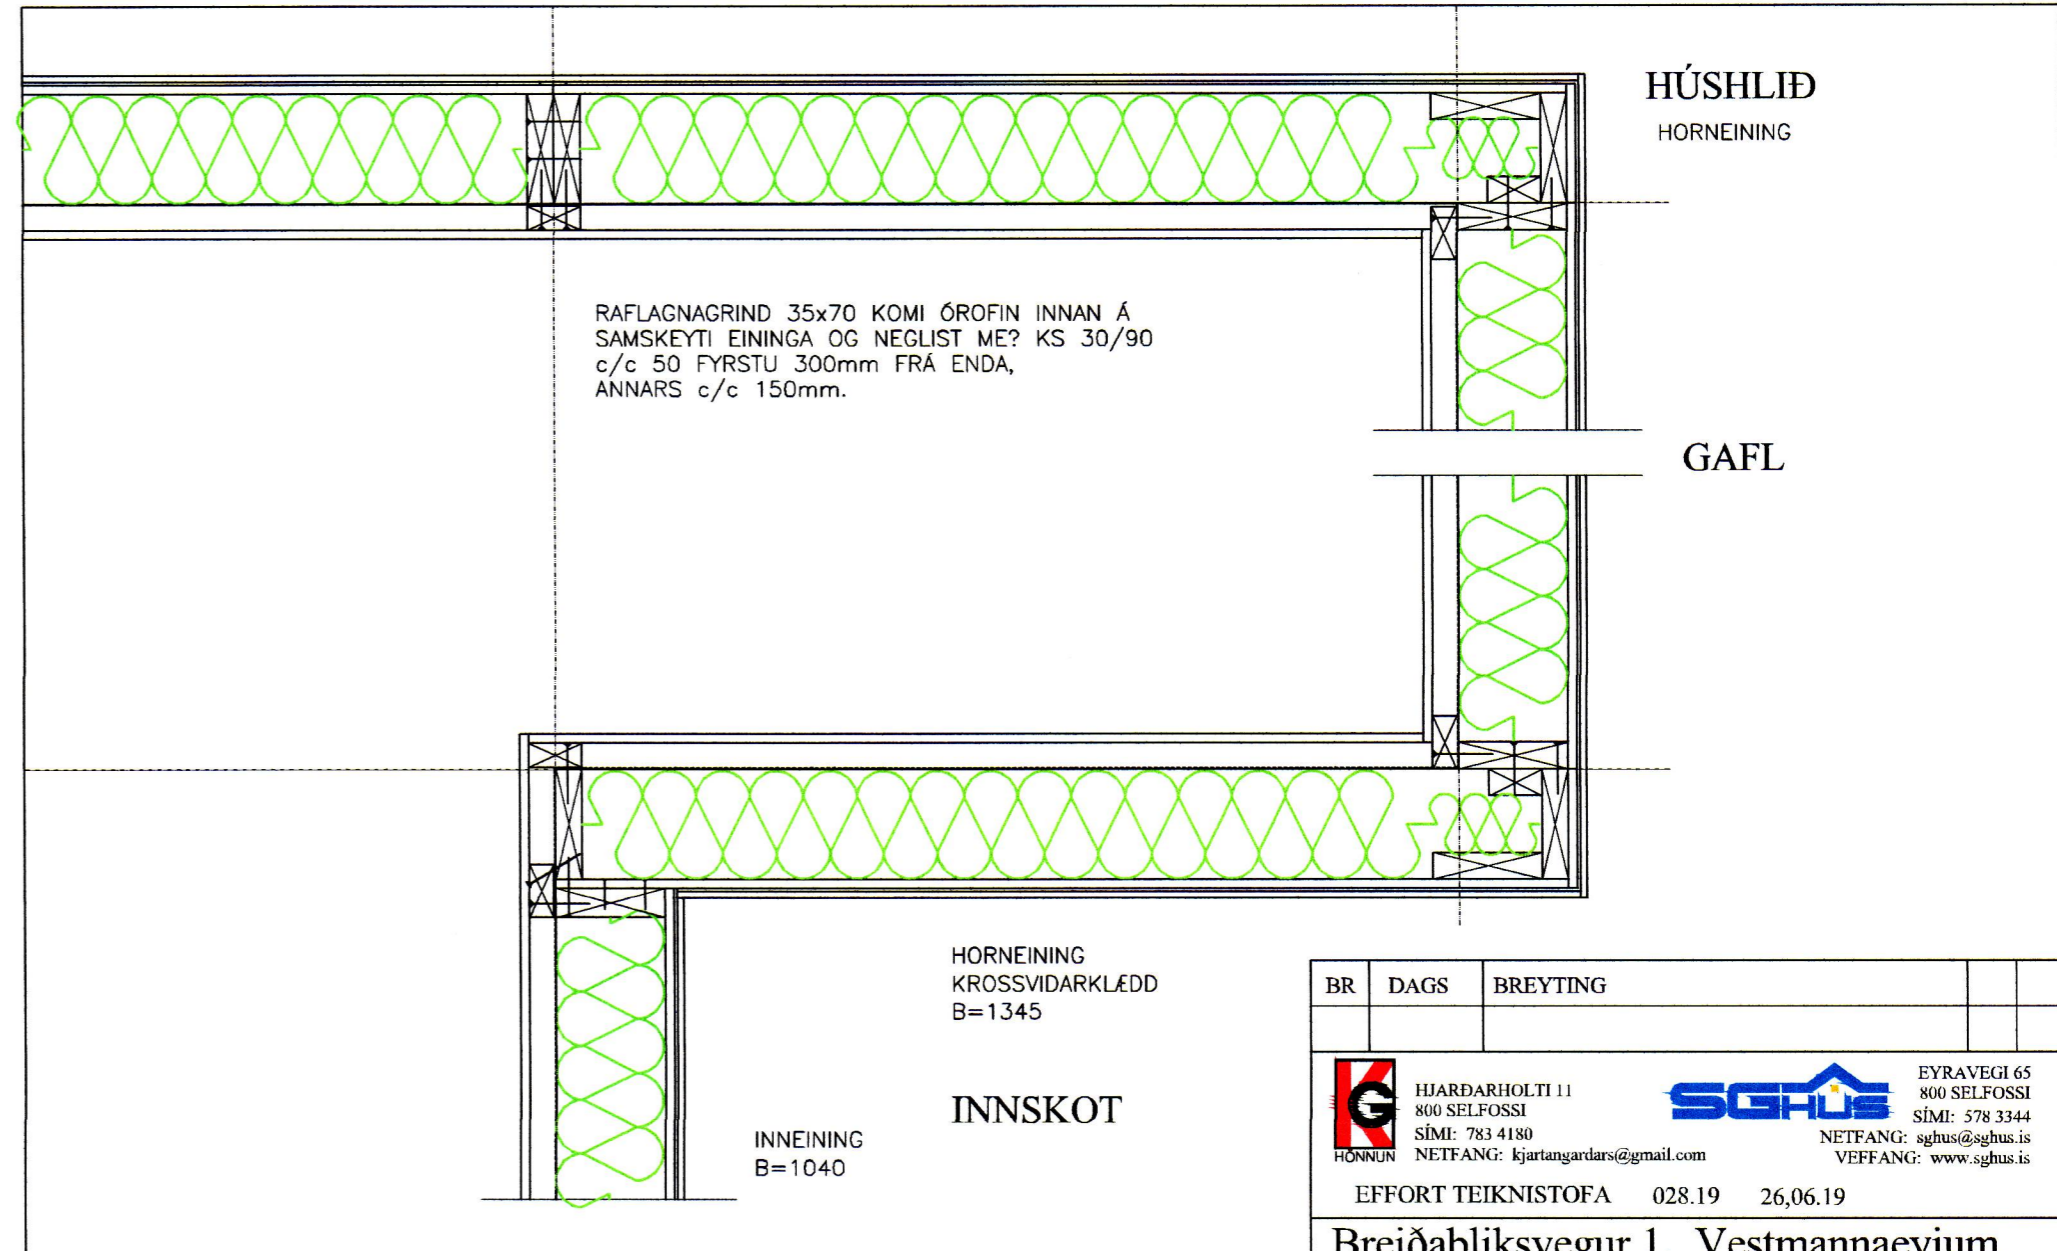 HÚSHLIÐ
HORNEINING
RAFLAGNAGRIND 35x70 KOMI ÓROFIN INNAN Á
SAMSKEYTI EININGA OG NEGLIST ME? KS 30/90
c/c 50 FYRSTU 300mm FRÁ ENDA,
ANNARS c/c 150mm.
GAFL
HORNEINING
KROSSVIDARKLÆDD
B=1345
INNSKOT
INNEINING
B=1040
BR DAGS BREYTING
KG
HÖNNUN
HJARÐARHOLTI 11
800 SELFOSSI
SÍMI: 783 4180
NETFANG: kjartangardars@gmail.com
SGHUS
EYRAVEGI 65
800 SELFOSSI
SÍMI: 578 3344
NETFANG: sghus@sghus.is
VEFFANG: www.sghus.is
EFFORT TEIKNISTOFA 028.19 26,06.19
Breiðabliksvegur 1. Vestmannaeyjum